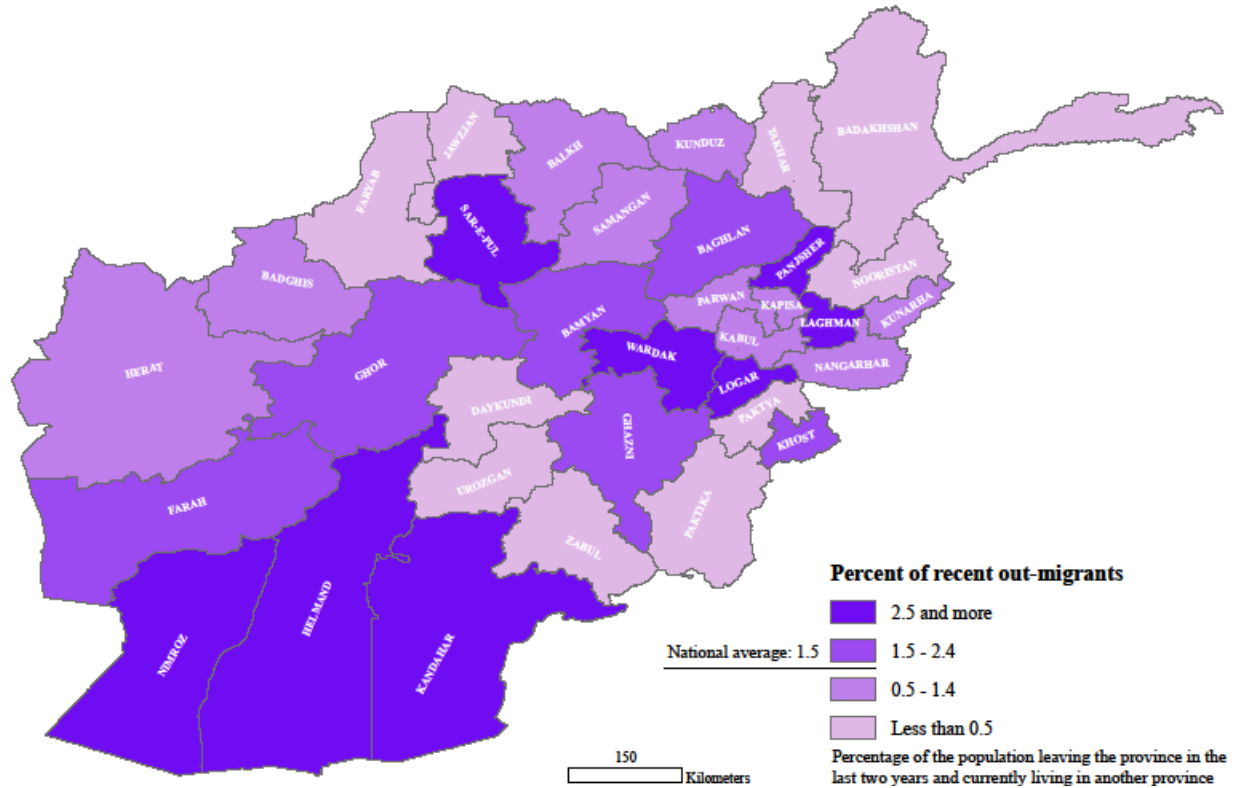 JAWZJAN
BALKH
KUNDUZ
TAKHAR
BADAKHSHAN
FARYAB
SAR-E-PUL
SAMANGAN
BAGHLAN
PANJSHER
NOORISTAN
BADGHIS
PARWAN
KAPISA
KUNARHA
BAMYAN
LAGHMAN
KABUL
WARDAK
HERAT
GHOR
NANGARHAR
LOGAR
DAYKUNDI
PAKTYA
GHAZNI
KHOST
UROZGAN
FARAH
PAKTIKA
ZABUL
HELMAND
NIMROZ
KANDAHAR
Percent of recent out-migrants
2.5 and more
National average: 1.5
1.5 - 2.4
0.5 - 1.4
Less than 0.5
150
Kilometers
Percentage of the population leaving the province in the
last two years and currently living in another province